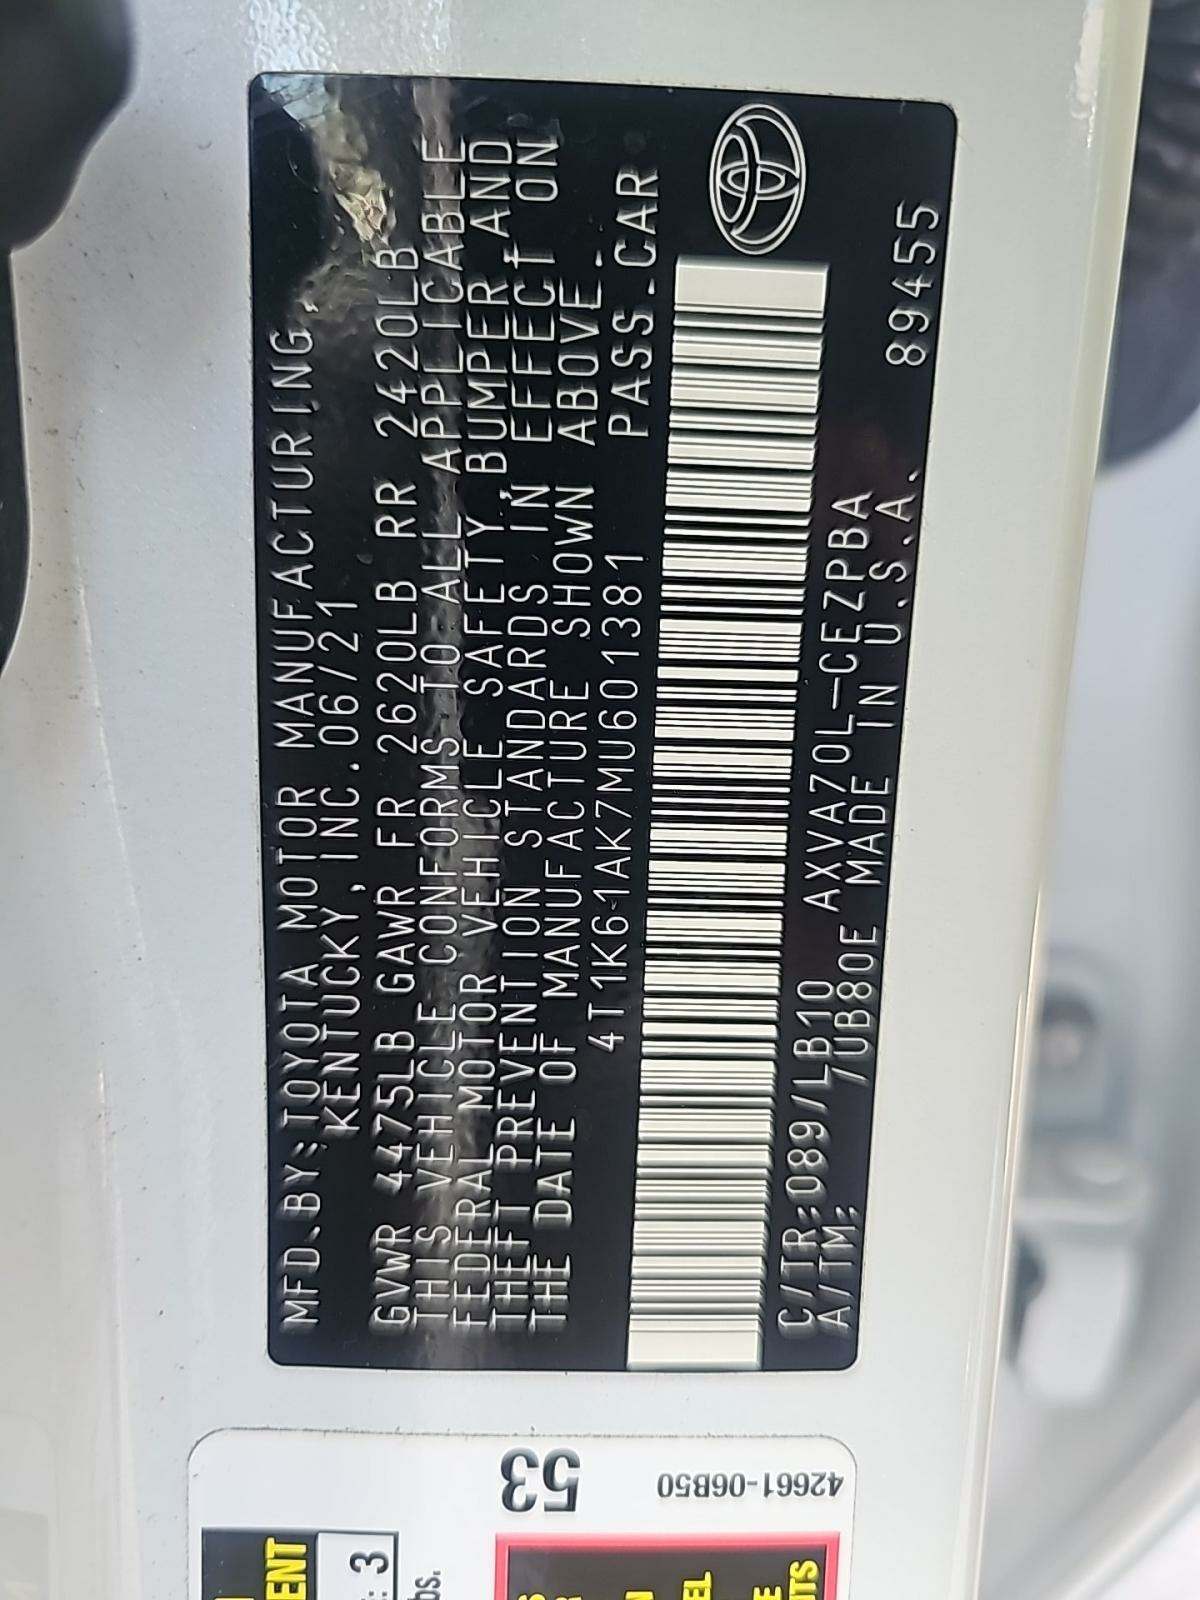 MFD.BY:TOYOTA MOTOR MANUFACTURING,
KENTUCKY, INC. 06/21
GVWR 4475LB GAWR FR 2620LB RR 2420LB
THIS VEHICLE CONFORMS TO ALL APPLICABLE
FEDERAL MOTOR VEHICLE SAFETY, BUMPER, AND
THEFT PREVENTION STANDARDS IN EFFECT ON
THE DATE OF MANUFACTURE SHOWN ABOVE.
4T1K61AK7MU601381 PASS.CAR
C/TR:089/LB10 AXVA70L—CEZPBA 89455
A/TM: /UB80E MADE IN U.S.A.
53
42661-06B50
3